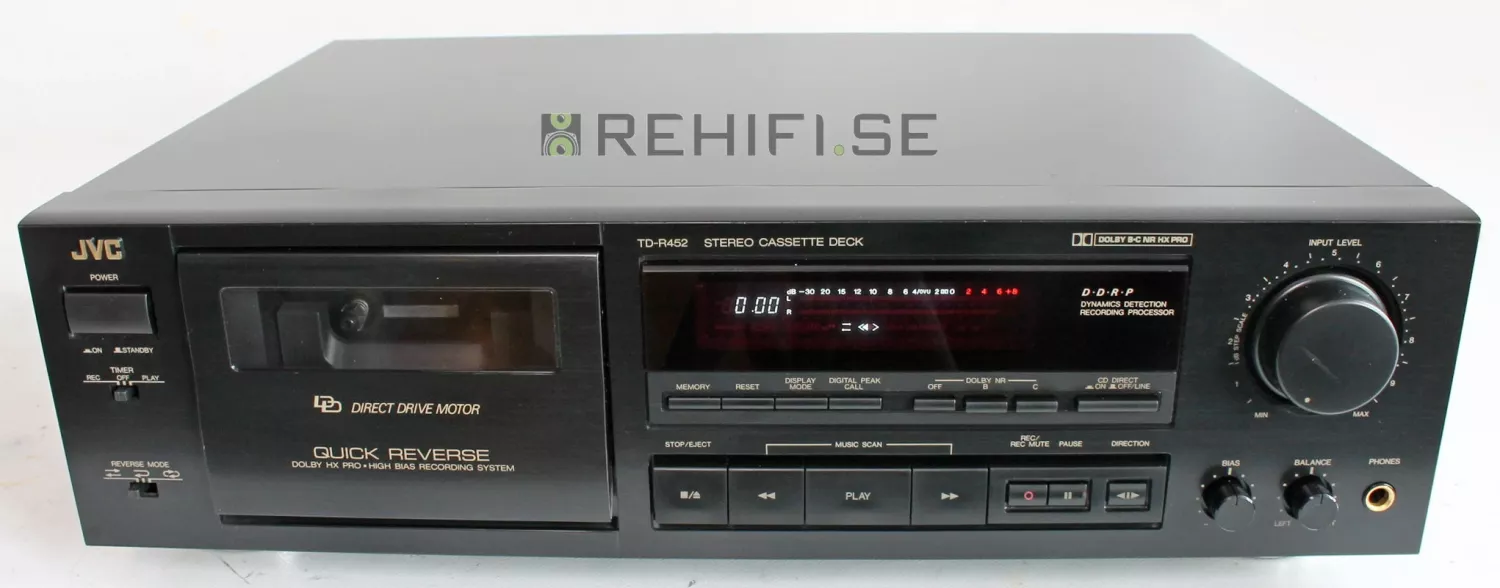 REHIFI.SE
JVC
POWER
ON STANDBY
TIMER
REC OFF PLAY
REVERSE MODE
DD DIRECT DRIVE MOTOR
QUICK REVERSE
DOLBY HX PRO • HIGH BIAS RECORDING SYSTEM
TD-R452 STEREO CASSETTE DECK
DOLBY B-C NR HX PRO
0.00
dB -30 20 15 12 10 8 6 4/0VU 2 0 2 4 6 +8
L
R
D·D·R·P
DYNAMICS DETECTION
RECORDING PROCESSOR
MEMORY RESET DISPLAY MODE DIGITAL PEAK CALL
DOLBY NR
OFF B C
CD DIRECT
ON OFF/LINE
STOP/EJECT MUSIC SCAN REC/ REC MUTE PAUSE DIRECTION
PLAY
INPUT LEVEL
1 2 3 4 5 6 7 8 9
dB STEP SCALE
MIN MAX
BIAS BALANCE PHONES
LEFT